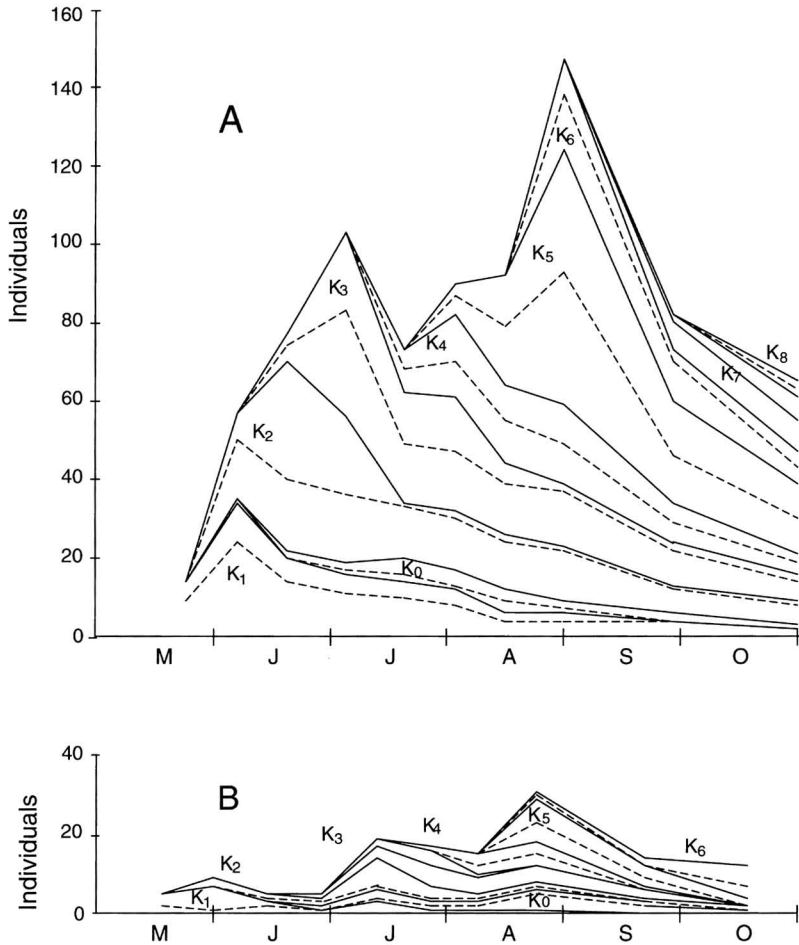 160
140
120
100
80
60
40
20
0
Individuals
A
K6
K5
K3
K4
K8
K7
K2
K0
K1
M J J A S O
40
20
0
Individuals
B
K5
K4
K3
K6
K2
K1
K0
M J J A S O